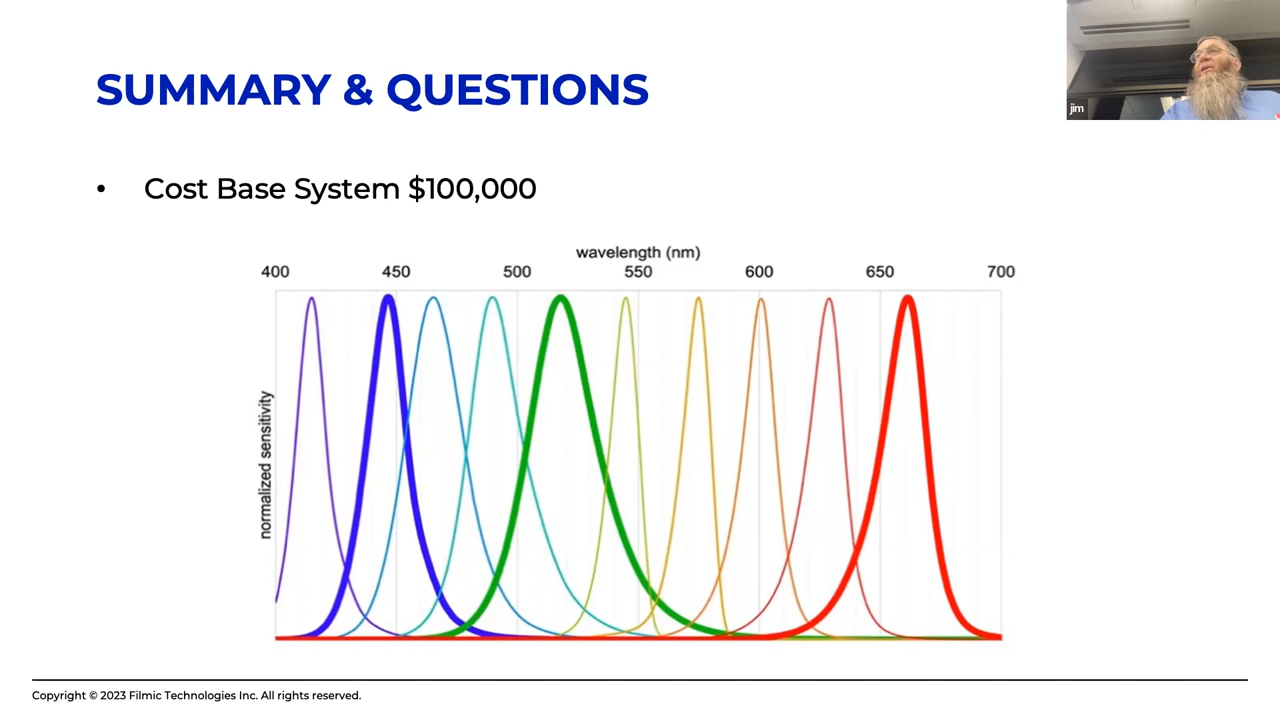 jim
SUMMARY & QUESTIONS
• Cost Base System $100,000
wavelength (nm)
400 450 500 550 600 650 700
normalized sensitivity
Copyright © 2023 Filmic Technologies Inc. All rights reserved.